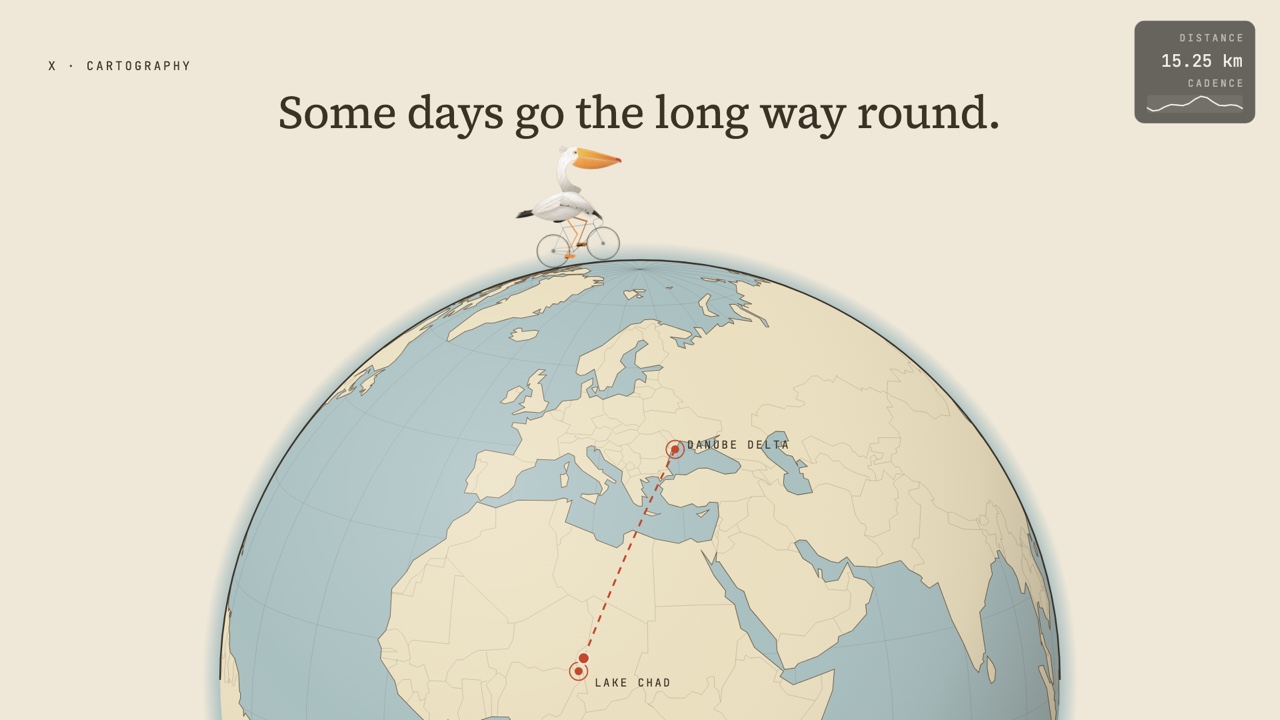 X · CARTOGRAPHY
Some days go the long way round.
DISTANCE
15.25 km
CADENCE
DANUBE DELTA
LAKE CHAD